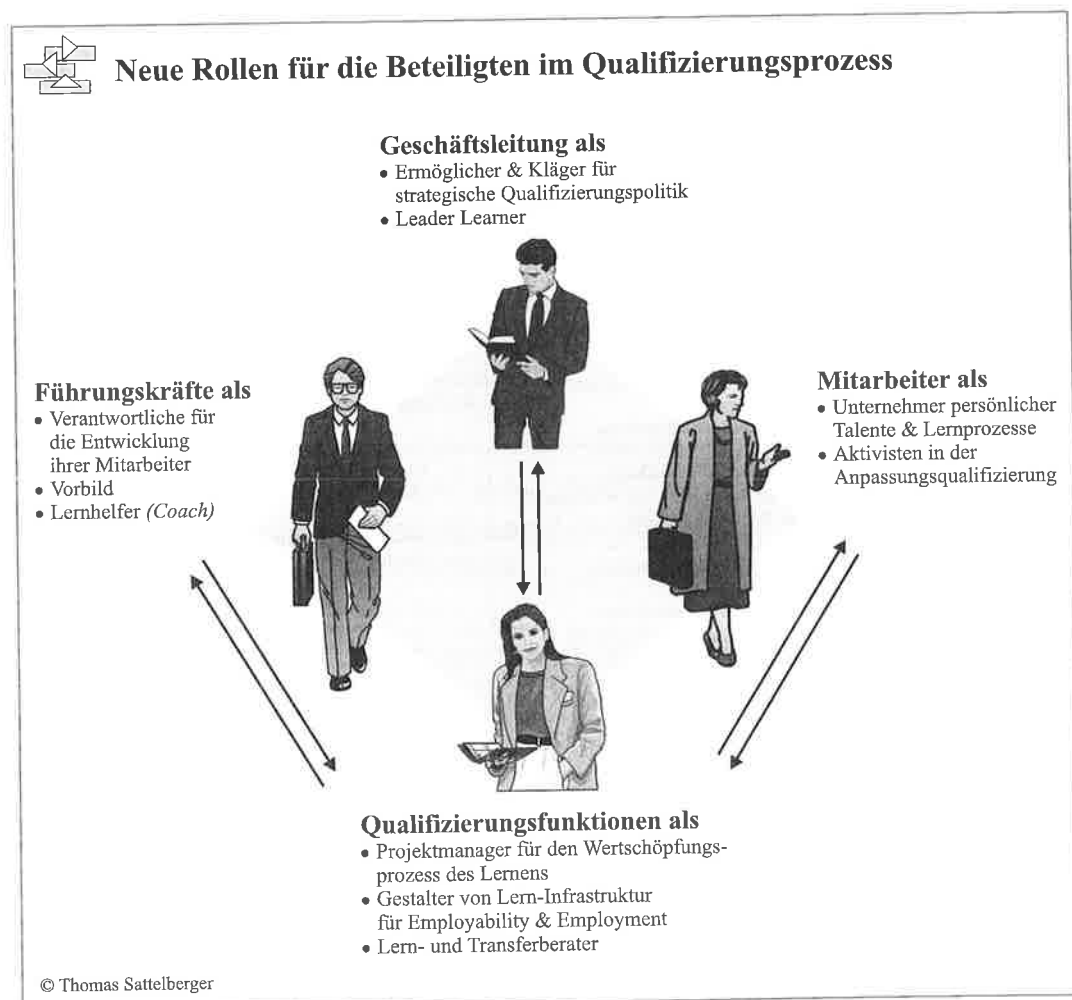 Neue Rollen für die Beteiligten im Qualifizierungsprozess
Geschäftsleitung als
• Ermöglicher & Kläger für
strategische Qualifizierungspolitik
• Leader Learner
Führungskräfte als
• Verantwortliche für
die Entwicklung
ihrer Mitarbeiter
• Vorbild
• Lernhelfer (Coach)
Mitarbeiter als
• Unternehmer persönlicher
Talente & Lernprozesse
• Aktivisten in der
Anpassungsqualifizierung
Qualifizierungsfunktionen als
• Projektmanager für den Wertschöpfungs-
prozess des Lernens
• Gestalter von Lern-Infrastruktur
für Employability & Employment
• Lern- und Transferberater
© Thomas Sattelberger